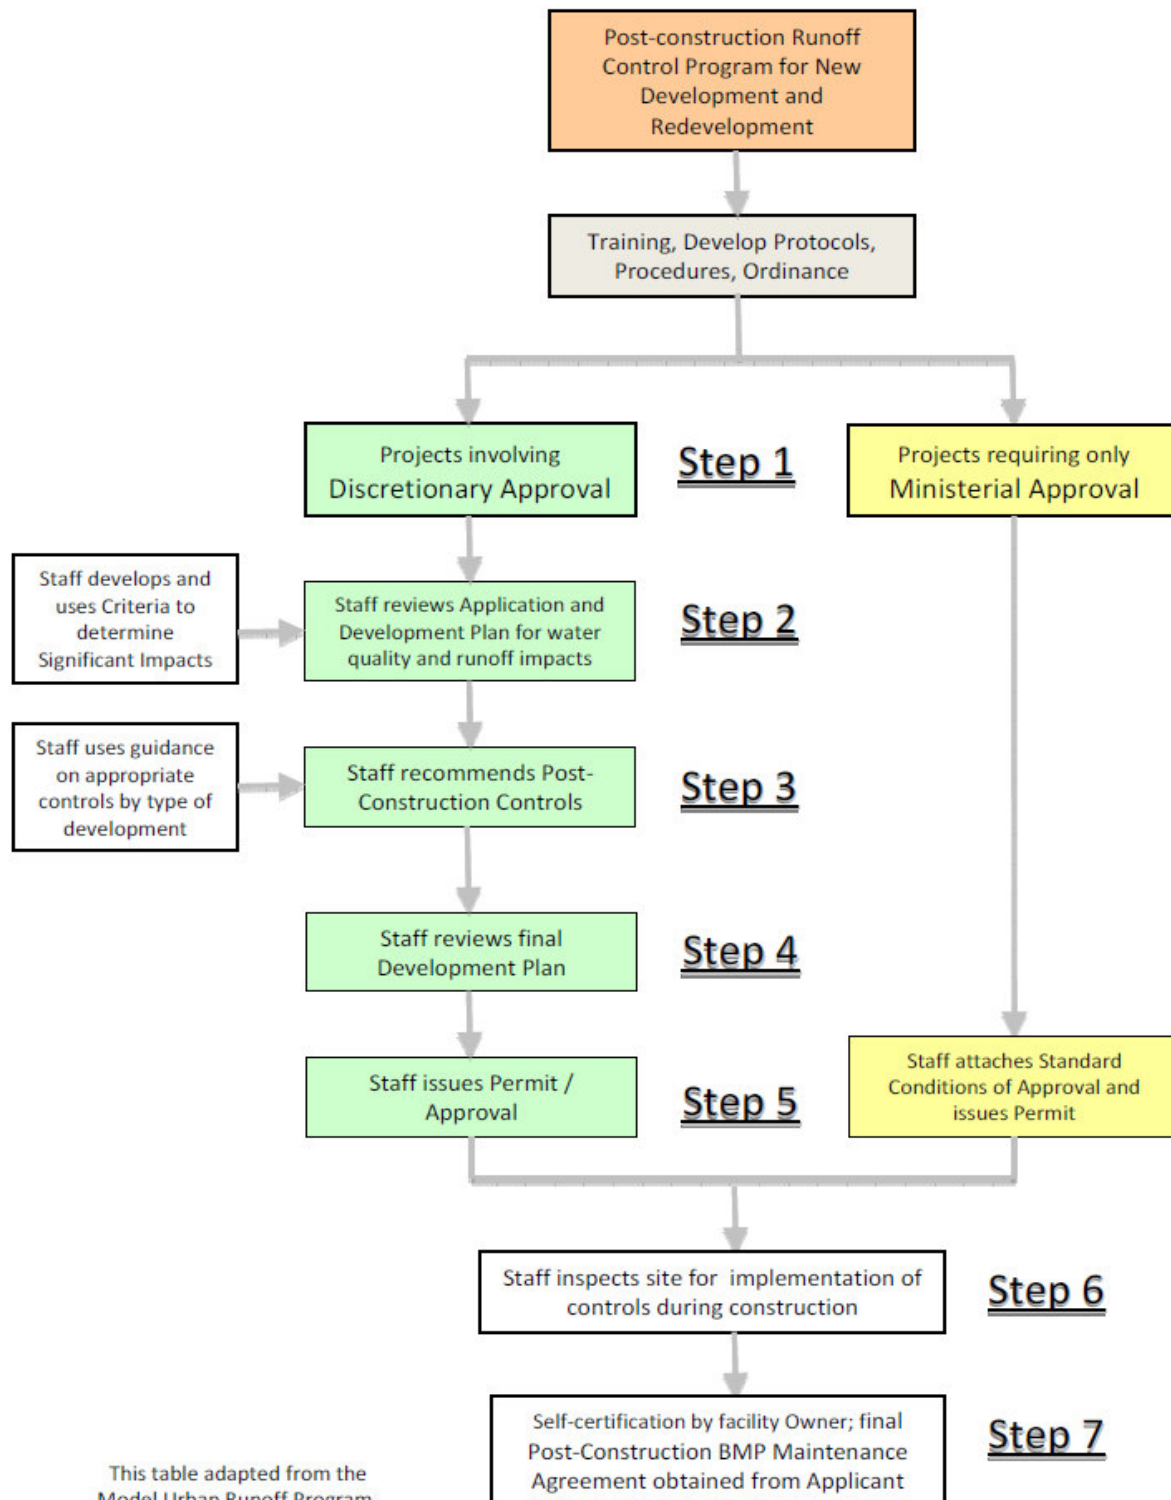 Post-construction Runoff
Control Program for New
Development and
Redevelopment
Training, Develop Protocols,
Procedures, Ordinance
Projects involving
Discretionary Approval
Step 1
Projects requiring only
Ministerial Approval
Staff develops and
uses Criteria to
determine
Significant Impacts
Staff reviews Application and
Development Plan for water
quality and runoff impacts
Step 2
Staff uses guidance
on appropriate
controls by type of
development
Staff recommends Post-
Construction Controls
Step 3
Staff reviews final
Development Plan
Step 4
Staff issues Permit /
Approval
Step 5
Staff attaches Standard
Conditions of Approval and
issues Permit
Staff inspects site for implementation of
controls during construction
Step 6
Self-certification by facility Owner; final
Post-Construction BMP Maintenance
Agreement obtained from Applicant
Step 7
This table adapted from the
Model Urban Runoff Program